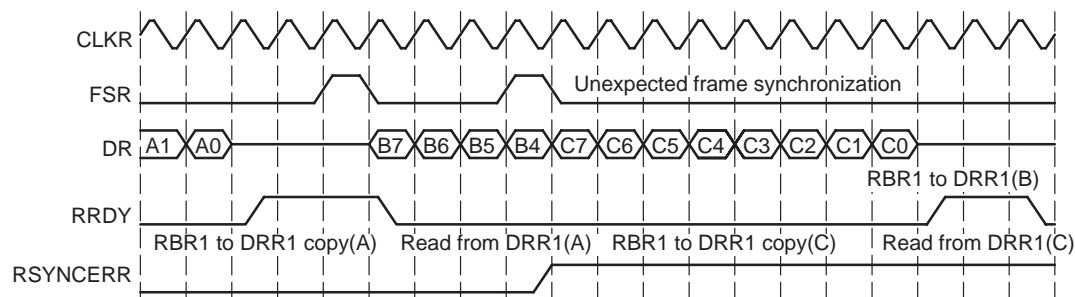 CLKR
FSR
Unexpected frame synchronization
DR A1 A0 B7 B6 B5 B4 C7 C6 C5 C4 C3 C2 C1 C0
RBR1 to DRR1(B)
RRDY
RBR1 to DRR1 copy(A) Read from DRR1(A) RBR1 to DRR1 copy(C) Read from DRR1(C)
RSYNCERR